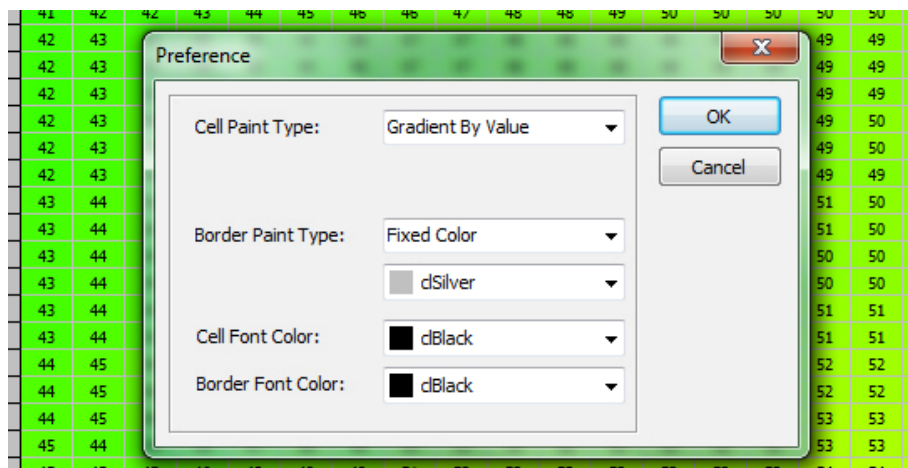 41 42 42 43 44 45 46 46 47 48 48 49 50 50 50 50 50
42 43 49 49
Preference
42 43 49 49
42 43 49 49
Cell Paint Type: Gradient By Value OK
42 43 49 50
42 43 49 50
Cancel
42 43 49 49
43 44 51 50
Border Paint Type: Fixed Color
43 44 51 50
43 44 50 50
clSilver
43 44 50 50
43 44 51 51
Cell Font Color: clBlack
43 44 51 51
44 45 52 52
Border Font Color: clBlack
44 45 52 52
44 45 53 53
45 44 53 53